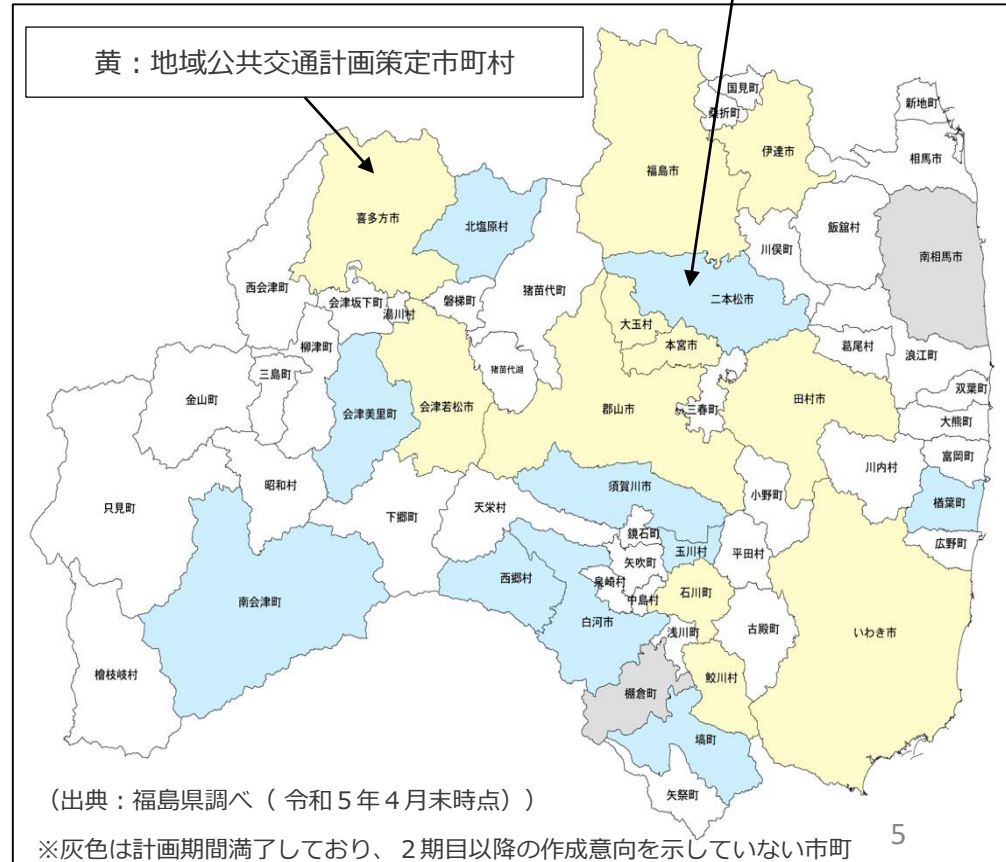 黄：地域公共交通計画策定市町村
国見町
桑折町
新地町
伊達市
相馬市
福島市
喜多方市
北塩原村
川俣町
飯舘村
南相馬市
西会津町
会津坂下町
湯川村
磐梯町
猪苗代町
二本松市
大玉村
本宮市
葛尾村
浪江町
柳津町
三島町
猪苗代湖
双葉町
金山町
会津美里町
会津若松市
郡山市
三春町
田村市
大熊町
富岡町
川内村
昭和村
只見町
下郷町
天栄村
須賀川市
小野町
楢葉町
鏡石町
広野町
矢吹町
玉川村
平田村
西郷村
泉崎村
中島村
石川町
南会津町
白河市
浅川町
古殿町
いわき市
檜枝岐村
鮫川村
棚倉町
塙町
矢祭町
（出典：福島県調べ（ 令和５年４月末時点））
※灰色は計画期間満了しており、２期目以降の作成意向を示していない市町
5